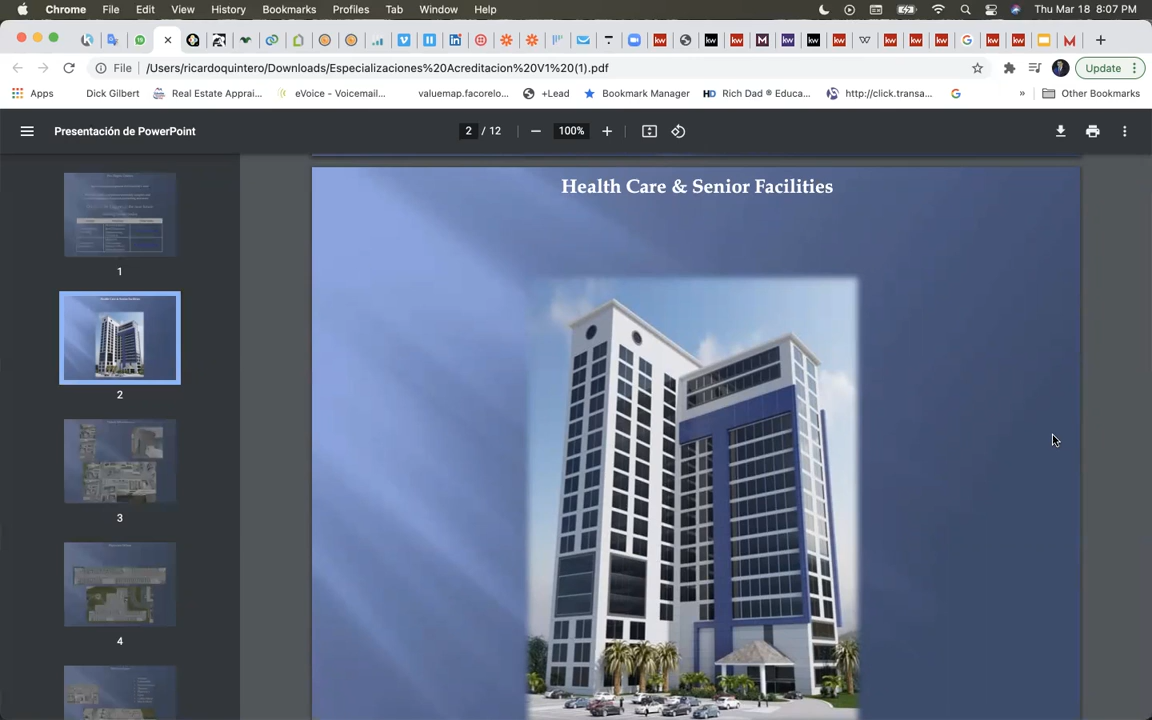 Chrome File Edit View History Bookmarks Profiles Tab Window Help Thu Mar 18 8:07 PM
File /Users/ricardoquintero/Downloads/Especializaciones%20Acreditacion%20V1%20(1).pdf Update
Apps Dick Gilbert Real Estate Apprai... eVoice - Voicemail... valuemap.facorelo... +Lead Bookmark Manager HD Rich Dad ® Educa... http://click.transa... » Other Bookmarks
Presentación de PowerPoint 2 / 12 100%
Health Care & Senior Facilities
1
2
3
4